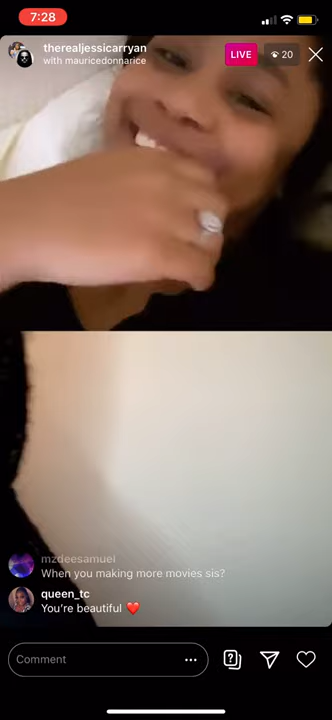 7:28
therealjessicarryan
with mauricedonnarice
LIVE
20
mzdeesamuel
When you making more movies sis?
queen_tc
You're beautiful ❤️
Comment